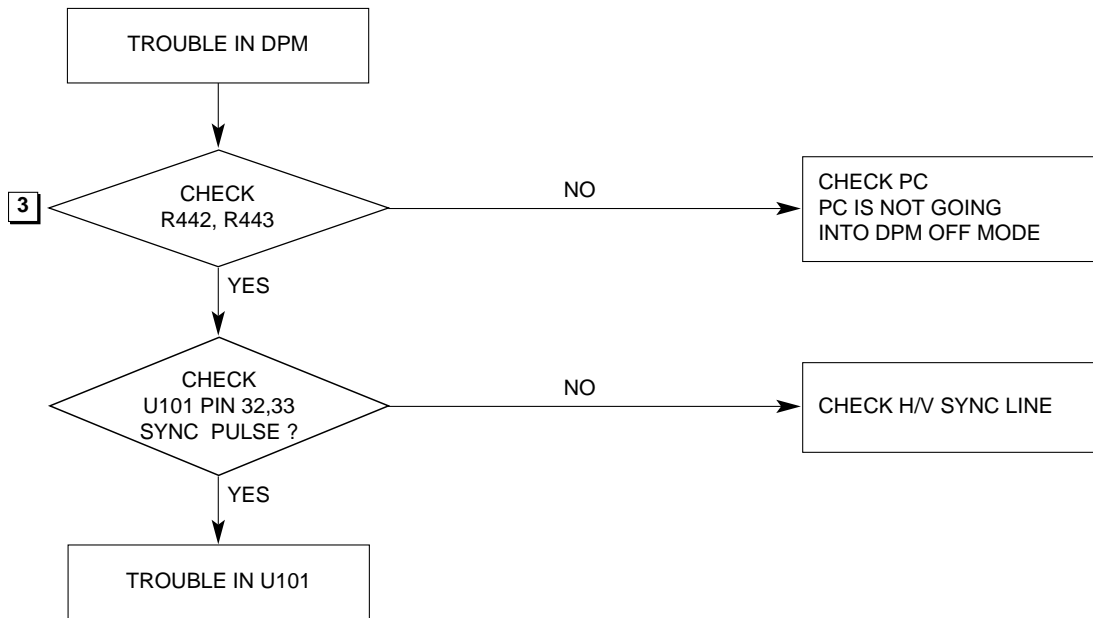 TROUBLE IN DPM
3
CHECK
R442, R443
NO
CHECK PC
PC IS NOT GOING
INTO DPM OFF MODE
YES
CHECK
U101 PIN 32,33
SYNC PULSE ?
NO
CHECK H/V SYNC LINE
YES
TROUBLE IN U101